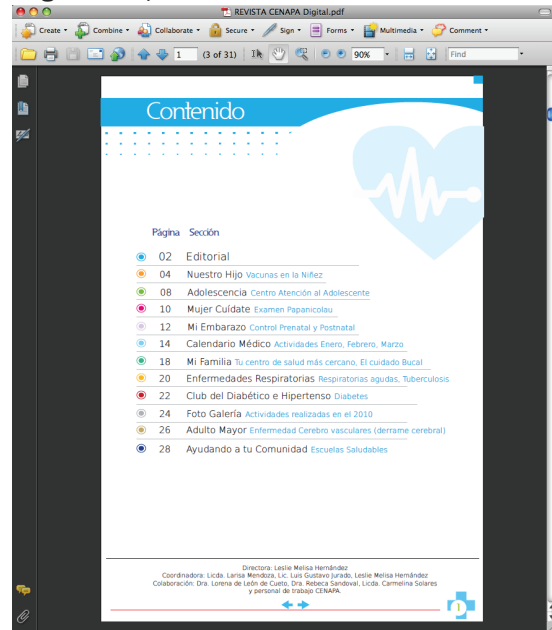 REVISTA CENAPA Digital.pdf
Create Combine Collaborate Secure Sign Forms Multimedia Comment
1 (3 of 31) 90% Find
Contenido
Página Sección
02 Editorial
04 Nuestro Hijo Vacunas en la Niñez
08 Adolescencia Centro Atención al Adolescente
10 Mujer Cuídate Examen Papanicolau
12 Mi Embarazo Control Prenatal y Postnatal
14 Calendario Médico Actividades Enero, Febrero, Marzo
18 Mi Familia Tu centro de salud más cercano, El cuidado Bucal
20 Enfermedades Respiratorias Respiratorias agudas, Tuberculosis
22 Club del Diabético e Hipertenso Diabetes
24 Foto Galería Actividades realizadas en el 2010
26 Adulto Mayor Enfermedad Cerebro vasculares (derrame cerebral)
28 Ayudando a tu Comunidad Escuelas Saludables
Directora: Leslie Melisa Hernández
Coordinadora: Licda. Larisa Mendoza, Lic. Luis Gustavo Jurado, Leslie Melisa Hernández
Colaboración: Dra. Lorena de León de Cueto, Dra. Rebeca Sandoval, Licda. Carmelina Solares
y personal de trabajo CENAPA.
1